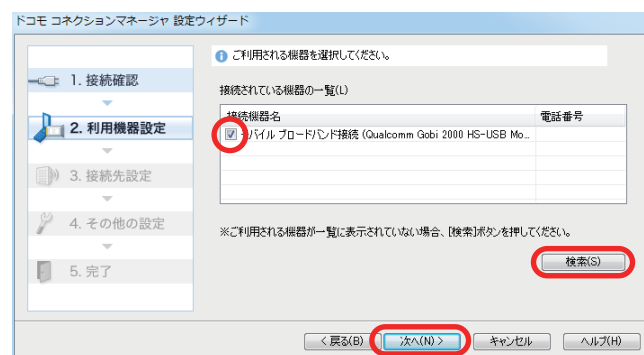 ドコモ コネクションマネージャ 設定ウィザード
ご利用される機器を選択してください。
1. 接続確認
接続されている機器の一覧(L)
接続機器名 電話番号
2. 利用機器設定
モバイル ブロードバンド接続 (Qualcomm Gobi 2000 HS-USB Mo...
3. 接続先設定
4. その他の設定
※ご利用される機器が一覧に表示されていない場合、[検索]ボタンを押してください。
検索(S)
5. 完了
< 戻る(B) 次へ(N) > キャンセル ヘルプ(H)